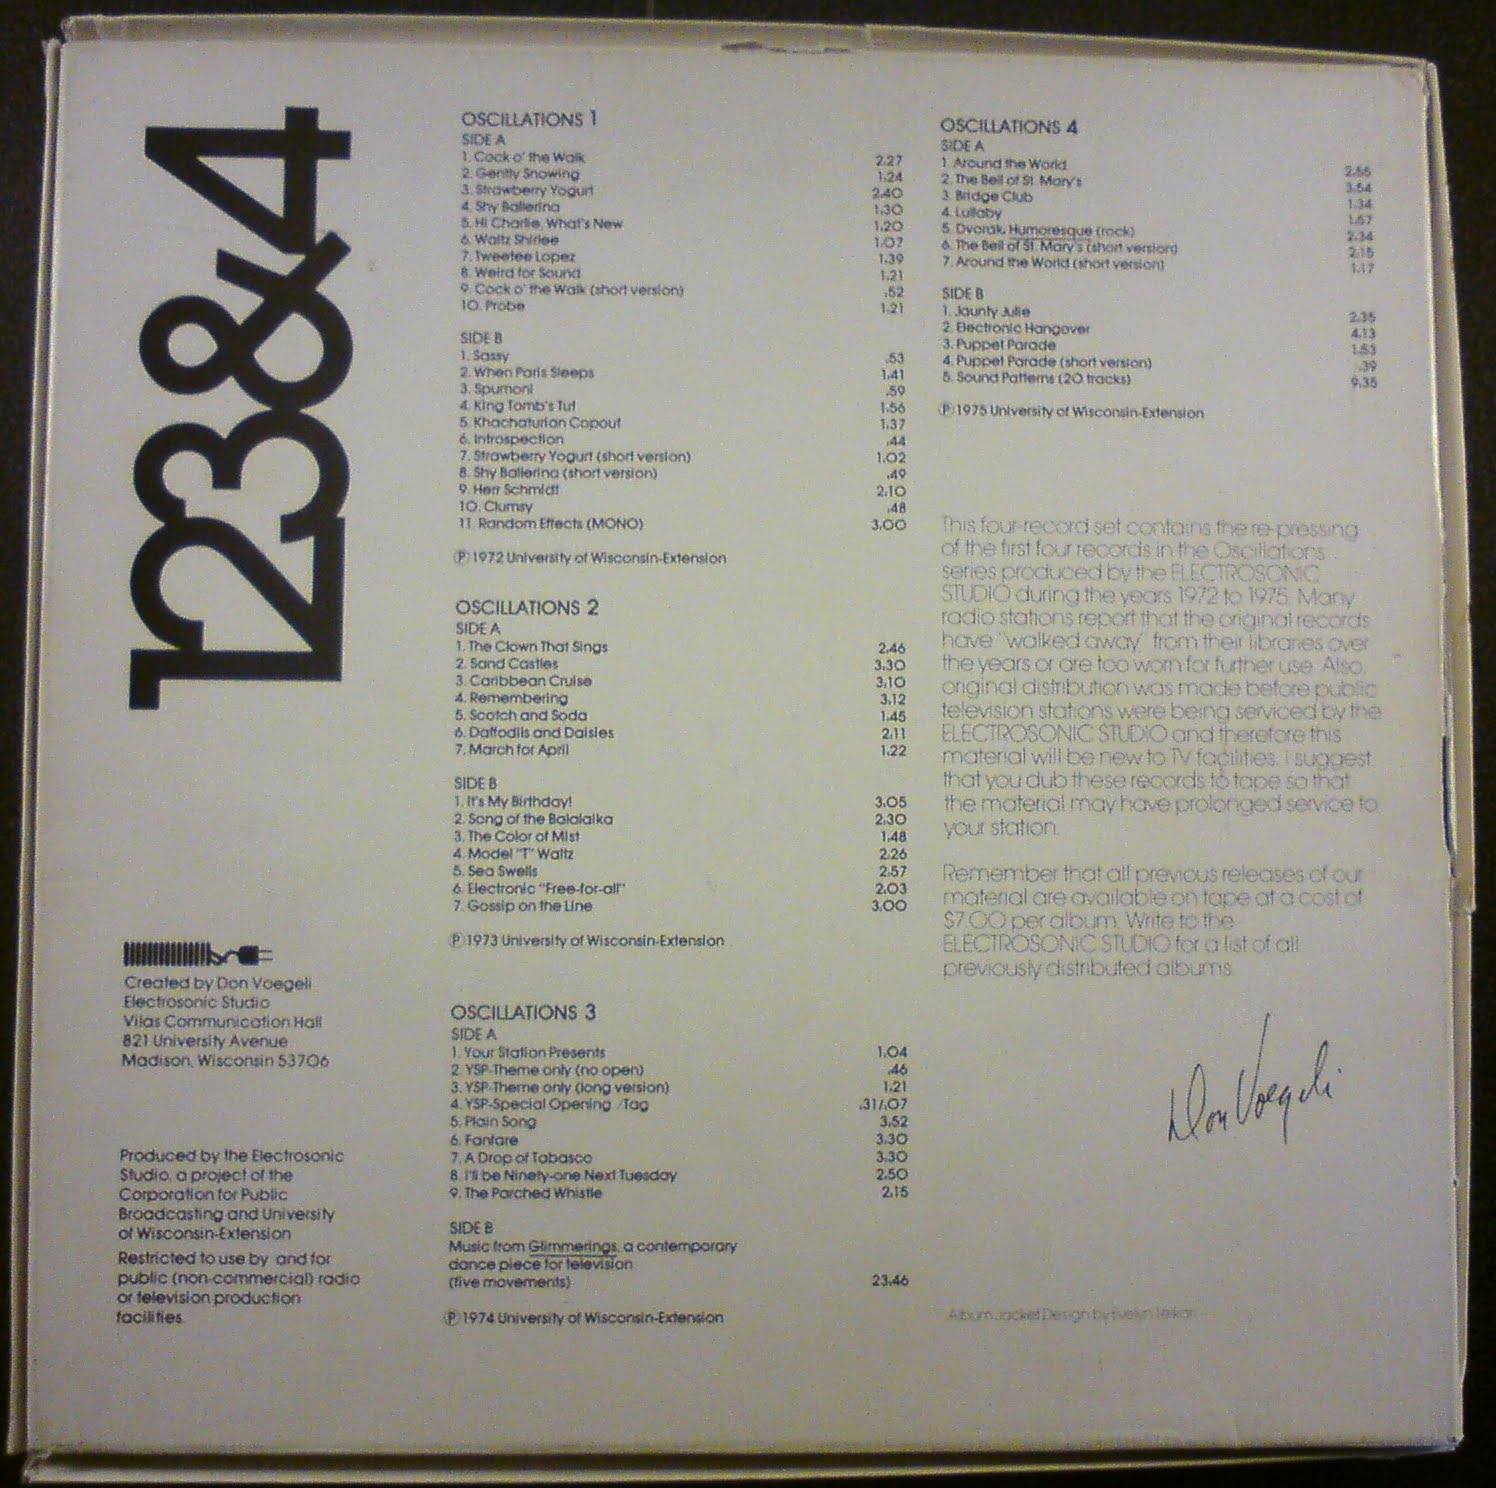 123&4
OSCILLATIONS 1
SIDE A
1. Cock o' the Walk 2.27
2. Gently Snowing 1.24
3. Strawberry Yogurt 2.40
4. Shy Ballerina 1.30
5. Hi Charlie, What's New 1.20
6. Waltz Shirlee 1.07
7. Tweetee Lopez 1.39
8. Weird for Sound 1.21
9. Cock o' the Walk (short version) .52
10. Probe 1.21
SIDE B
1. Sassy .53
2. When Paris Sleeps 1.41
3. Spumoni .59
4. King Tomb's Tut 1.56
5. Khachaturian Copout 1.37
6. Introspection .44
7. Strawberry Yogurt (short version) 1.02
8. Shy Ballerina (short version) .49
9. Herr Schmidt 2.10
10. Clumsy .48
11. Random Effects (MONO) 3.00
Ⓟ 1972 University of Wisconsin-Extension
OSCILLATIONS 2
SIDE A
1. The Clown That Sings 2.46
2. Sand Castles 3.30
3. Caribbean Cruise 3.10
4. Remembering 3.12
5. Scotch and Soda 1.45
6. Daffodils and Daisies 2.11
7. March for April 1.22
SIDE B
1. It's My Birthday! 3.05
2. Song of the Balalaika 2.30
3. The Color of Mist 1.48
4. Model "T" Waltz 2.26
5. Sea Swells 2.57
6. Electronic "Free-for-all" 2.03
7. Gossip on the Line 3.00
Ⓟ 1973 University of Wisconsin-Extension
OSCILLATIONS 3
SIDE A
1. Your Station Presents 1.04
2. YSP-Theme only (no open) .46
3. YSP-Theme only (long version) 1.21
4. YSP-Special Opening /Tag .31/.07
5. Plain Song 3.52
6. Fanfare 3.30
7. A Drop of Tabasco 3.30
8. I'll be Ninety-one Next Tuesday 2.50
9. The Parched Whistle 2.15
SIDE B
Music from Glimmerings, a contemporary
dance piece for television
(five movements) 23.46
Ⓟ 1974 University of Wisconsin-Extension
OSCILLATIONS 4
SIDE A
1. Around the World 2.55
2. The Bell of St. Mary's 3.54
3. Bridge Club 1.34
4. Lullaby 1.57
5. Dvorak, Humoresque (rock) 2.34
6. The Bell of St. Mary's (short version) 2.15
7. Around the World (short version) 1.17
SIDE B
1. Jaunty Julie 2.35
2. Electronic Hangover 4.13
3. Puppet Parade 1.53
4. Puppet Parade (short version) .39
5. Sound Patterns (20 tracks) 9.35
Ⓟ 1975 University of Wisconsin-Extension
This four-record set contains the re-pressing
of the first four records in the Oscillations
series produced by the ELECTROSONIC
STUDIO during the years 1972 to 1975. Many
radio stations report that the original records
have "walked away" from their libraries over
the years or are too worn for further use. Also,
original distribution was made before public
television stations were being serviced by the
ELECTROSONIC STUDIO and therefore this
material will be new to TV facilities. I suggest
that you dub these records to tape so that
the material may have prolonged service to
your station.
Remember that all previous releases of our
material are available on tape at a cost of
$7.00 per album. Write to the
ELECTROSONIC STUDIO for a list of all
previously distributed albums.
Don Voegeli
Album Jacket Design by Evelyn
Created by Don Voegeli
Electrosonic Studio
Vilas Communication Hall
821 University Avenue
Madison, Wisconsin 53706
Produced by the Electrosonic
Studio, a project of the
Corporation for Public
Broadcasting and University
of Wisconsin-Extension
Restricted to use by and for
public (non-commercial) radio
or television production
facilities.